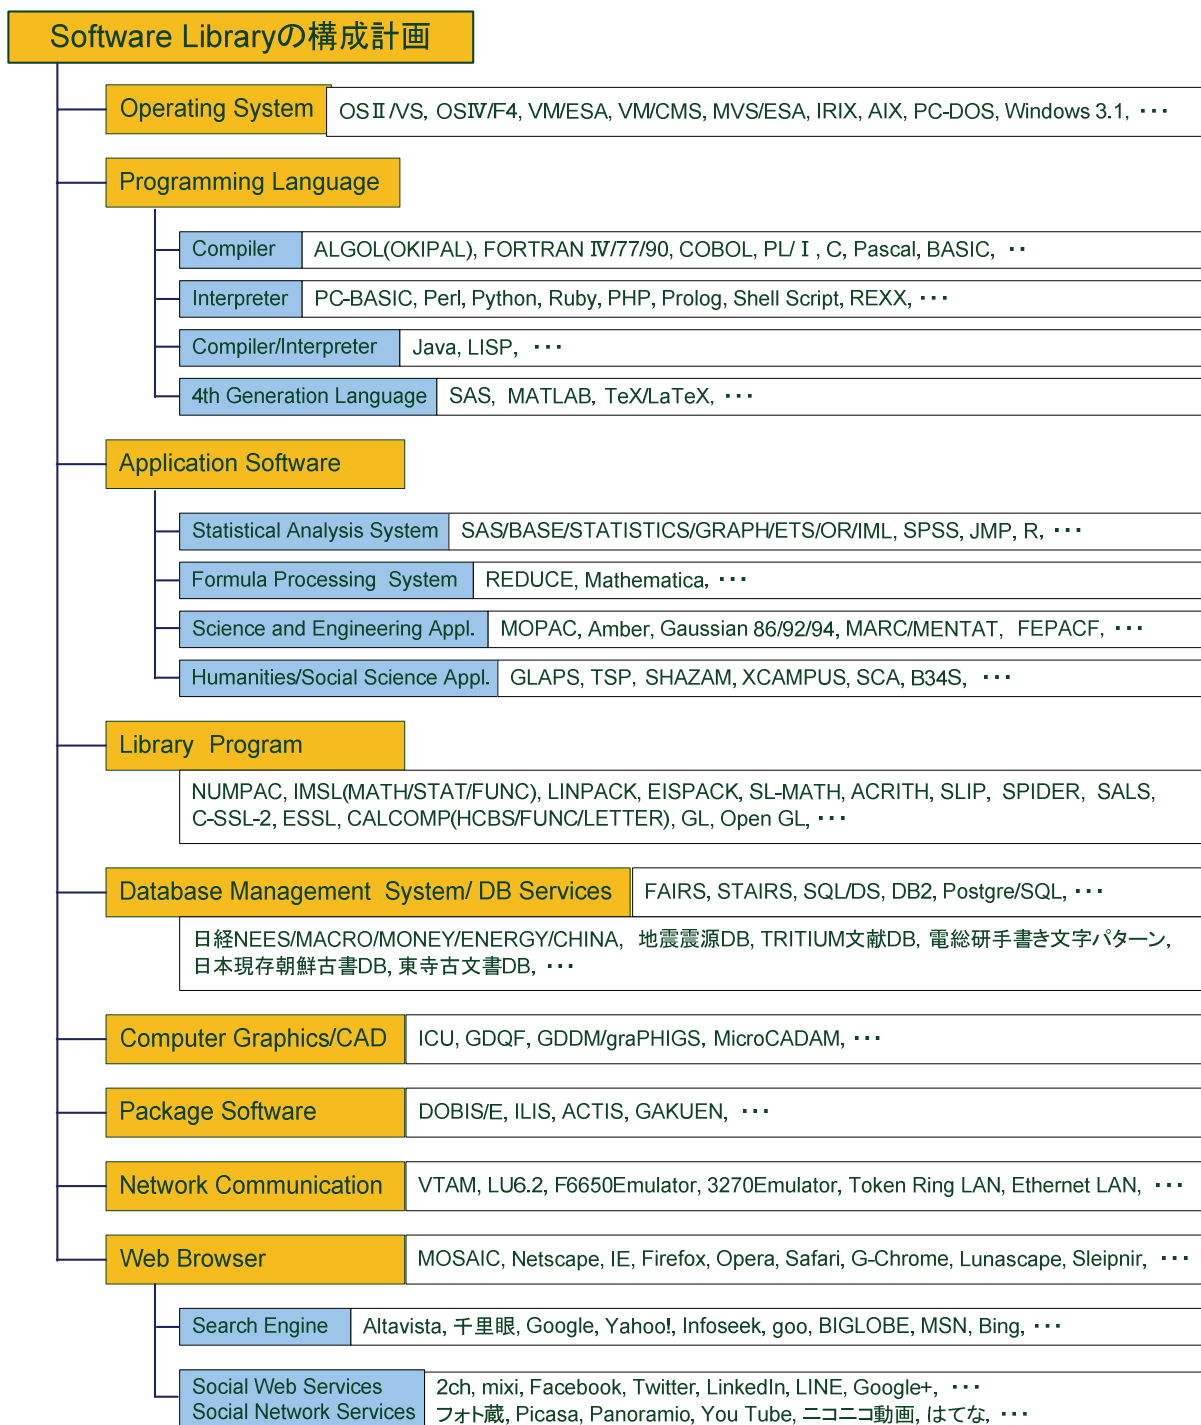 Software Libraryの構成計画
Operating System
OSⅡ/VS, OSⅣ/F4, VM/ESA, VM/CMS, MVS/ESA, IRIX, AIX, PC-DOS, Windows 3.1, ・・・
Programming Language
Compiler
ALGOL(OKIPAL), FORTRAN Ⅳ/77/90, COBOL, PL/Ⅰ, C, Pascal, BASIC, ・・
Interpreter
PC-BASIC, Perl, Python, Ruby, PHP, Prolog, Shell Script, REXX, ・・・
Compiler/Interpreter
Java, LISP, ・・・
4th Generation Language
SAS, MATLAB, TeX/LaTeX, ・・・
Application Software
Statistical Analysis System
SAS/BASE/STATISTICS/GRAPH/ETS/OR/IML, SPSS, JMP, R, ・・・
Formula Processing System
REDUCE, Mathematica, ・・・
Science and Engineering Appl.
MOPAC, Amber, Gaussian 86/92/94, MARC/MENTAT, FEPACF, ・・・
Humanities/Social Science Appl.
GLAPS, TSP, SHAZAM, XCAMPUS, SCA, B34S, ・・・
Library Program
NUMPAC, IMSL(MATH/STAT/FUNC), LINPACK, EISPACK, SL-MATH, ACRITH, SLIP, SPIDER, SALS,
C-SSL-2, ESSL, CALCOMP(HCBS/FUNC/LETTER), GL, Open GL, ・・・
Database Management System/ DB Services
FAIRS, STAIRS, SQL/DS, DB2, Postgre/SQL, ・・・
日経NEES/MACRO/MONEY/ENERGY/CHINA, 地震震源DB, TRITIUM文献DB, 電総研手書き文字パターン,
日本現存朝鮮古書DB, 東寺古文書DB, ・・・
Computer Graphics/CAD
ICU, GDQF, GDDM/graPHIGS, MicroCADAM, ・・・
Package Software
DOBIS/E, ILIS, ACTIS, GAKUEN, ・・・
Network Communication
VTAM, LU6.2, F6650Emulator, 3270Emulator, Token Ring LAN, Ethernet LAN, ・・・
Web Browser
MOSAIC, Netscape, IE, Firefox, Opera, Safari, G-Chrome, Lunascape, Sleipnir, ・・・
Search Engine
Altavista, 千里眼, Google, Yahoo!, Infoseek, goo, BIGLOBE, MSN, Bing, ・・・
Social Web Services
Social Network Services
2ch, mixi, Facebook, Twitter, LinkedIn, LINE, Google+, ・・・
フォト蔵, Picasa, Panoramio, You Tube, ニコニコ動画, はてな, ・・・